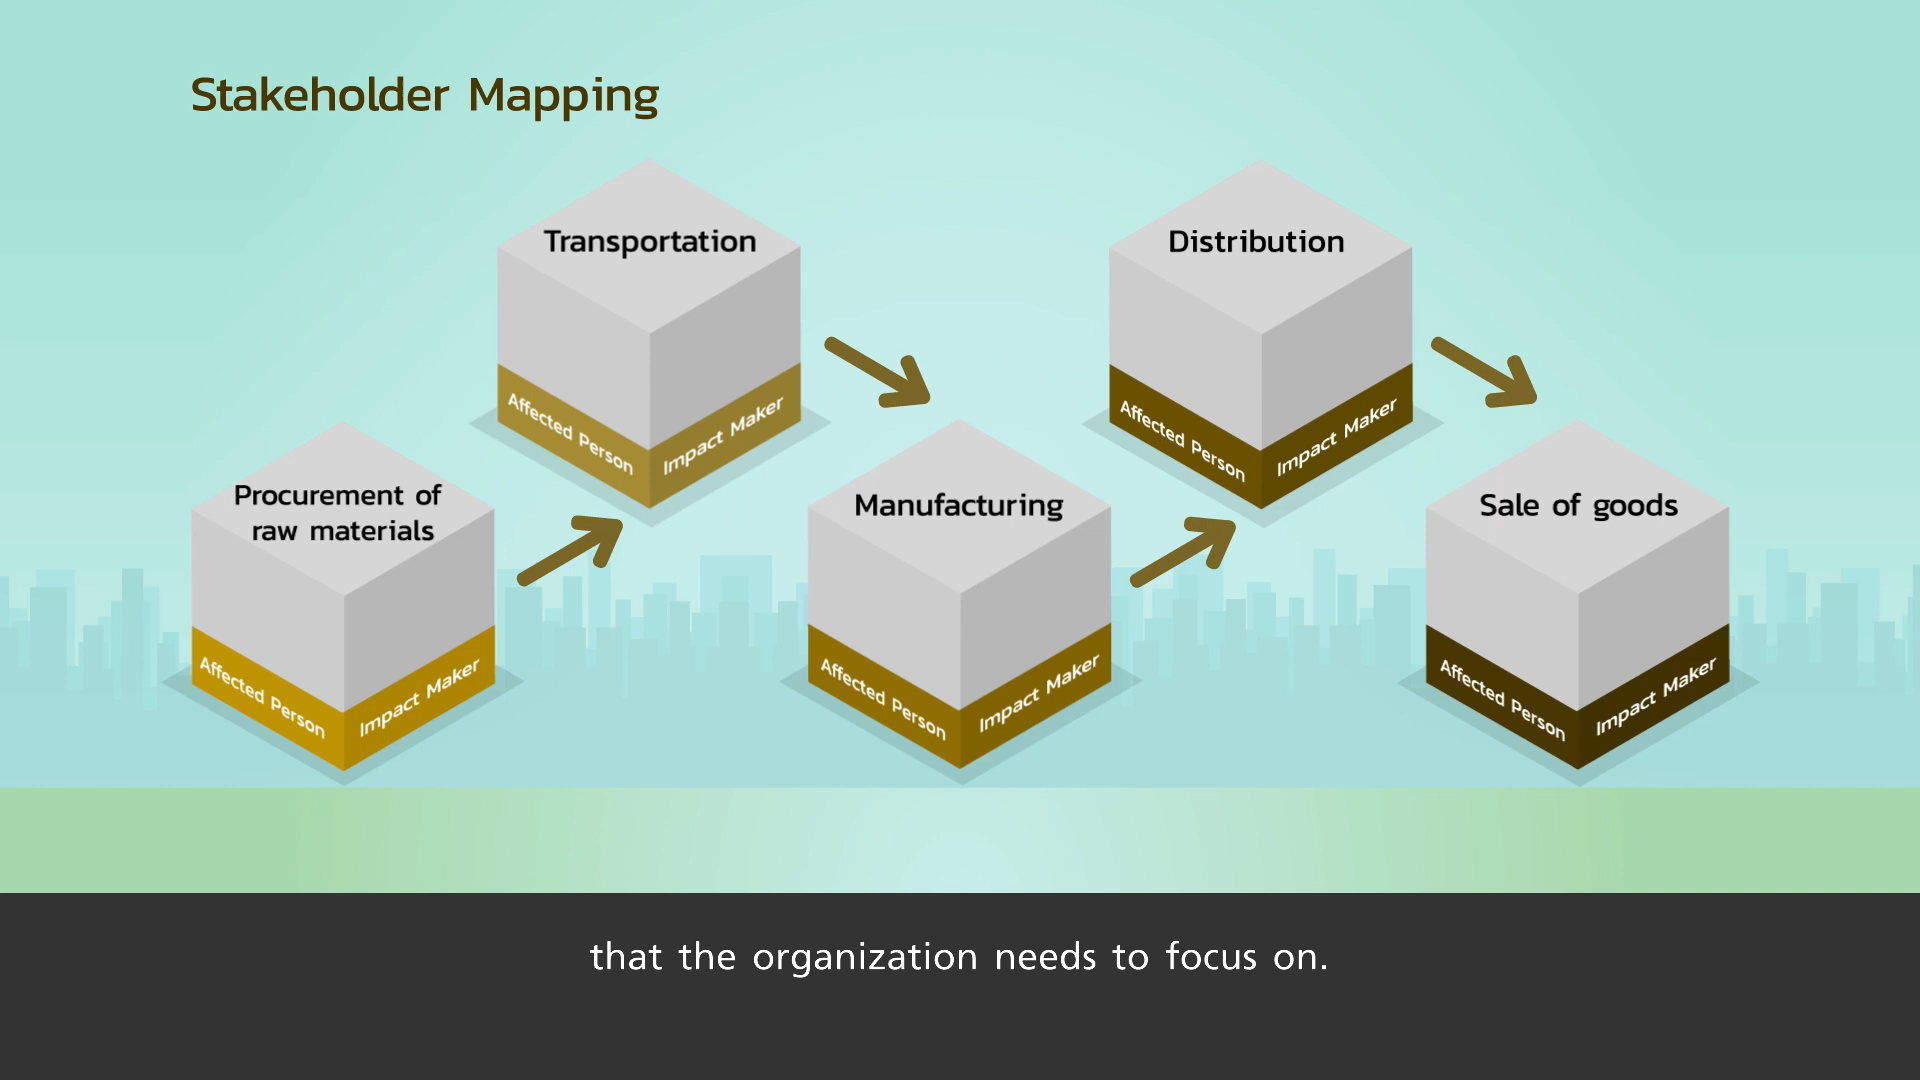 Stakeholder Mapping
Transportation
Affected Person
Impact Maker
Distribution
Affected Person
Impact Maker
Procurement of
raw materials
Affected Person
Impact Maker
Manufacturing
Affected Person
Impact Maker
Sale of goods
Affected Person
Impact Maker
that the organization needs to focus on.